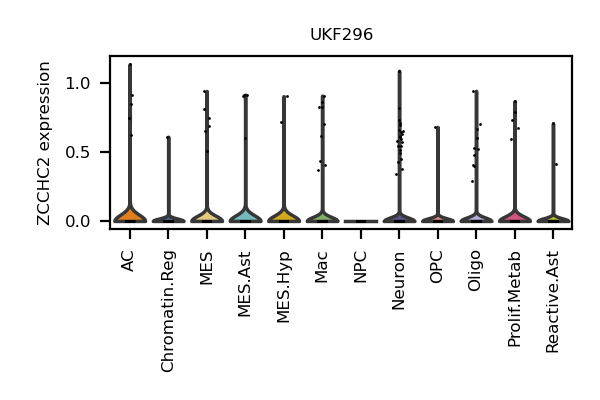 UKF296
ZCCHC2 expression
1.0
0.5
0.0
AC
Chromatin.Reg
MES
MES.Ast
MES.Hyp
Mac
NPC
Neuron
OPC
Oligo
Prolif.Metab
Reactive.Ast